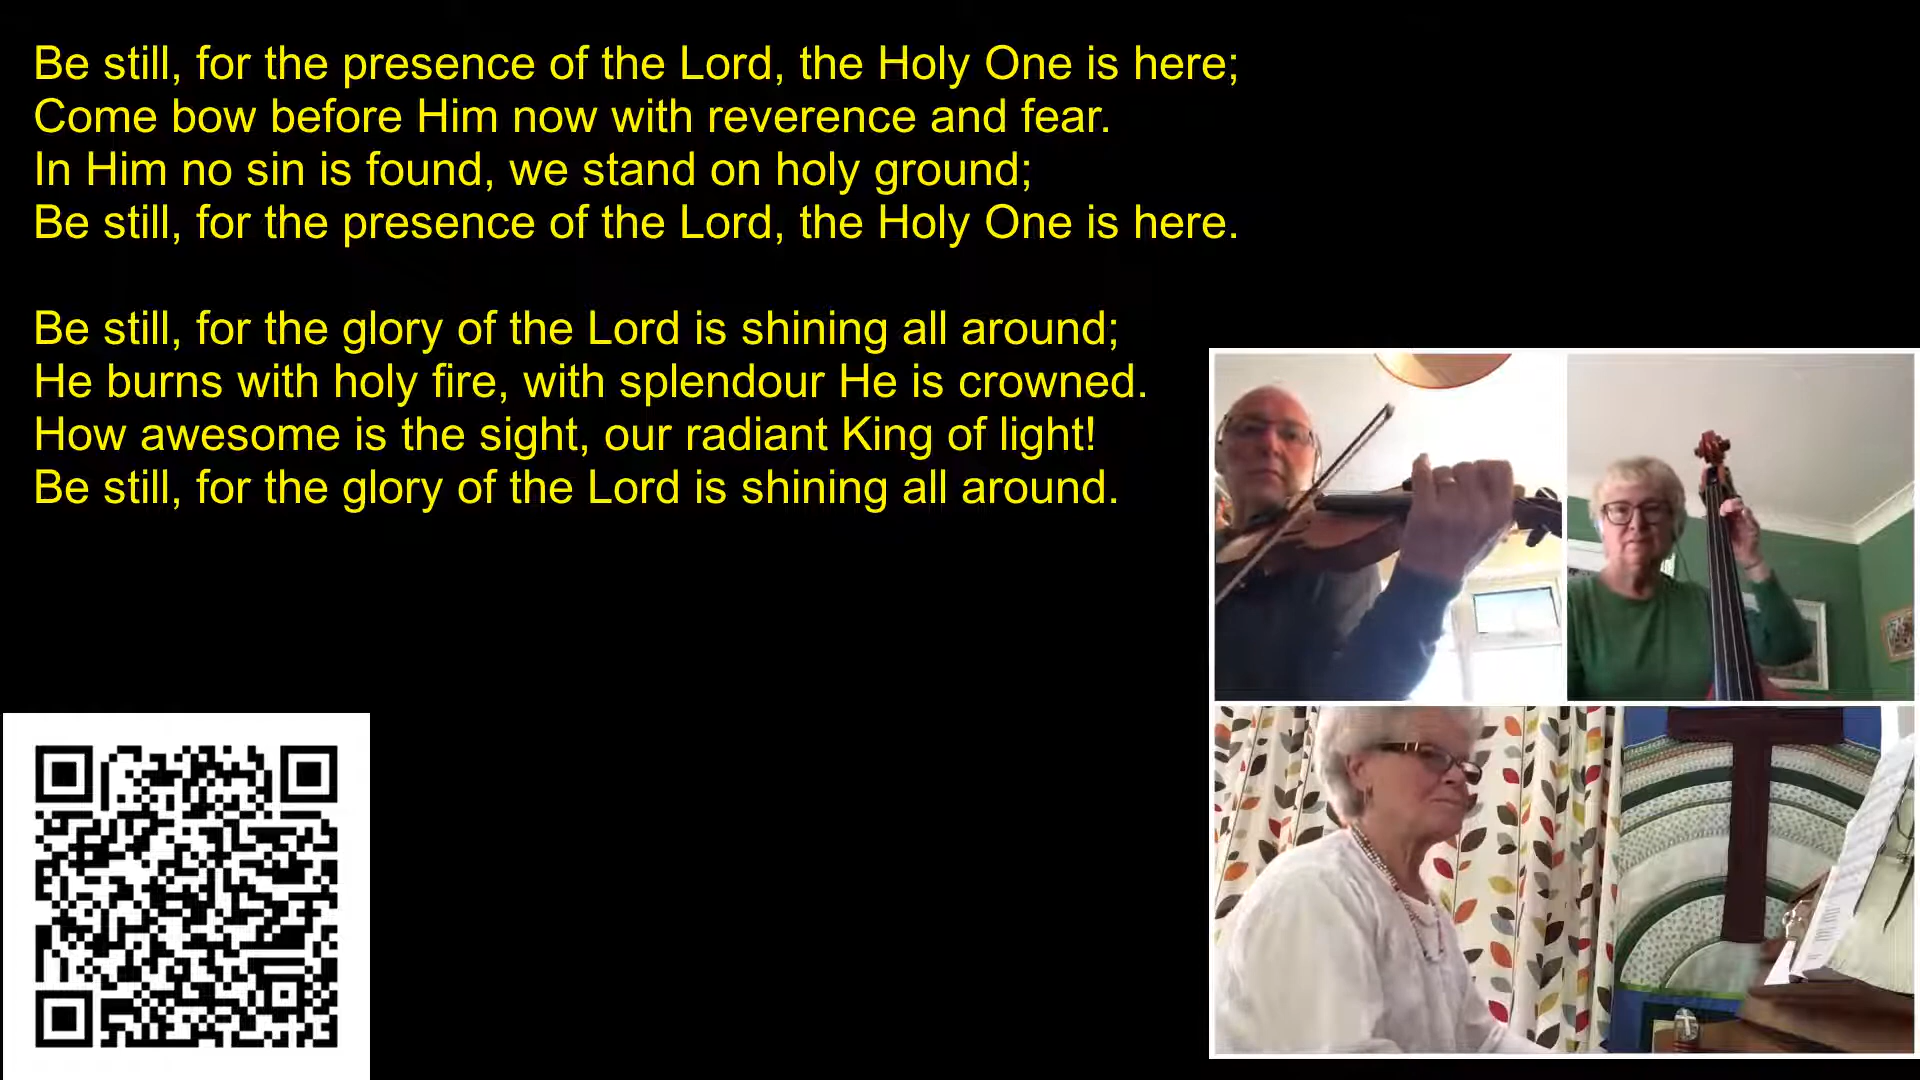 Be still, for the presence of the Lord, the Holy One is here;
Come bow before Him now with reverence and fear.
In Him no sin is found, we stand on holy ground;
Be still, for the presence of the Lord, the Holy One is here.
Be still, for the glory of the Lord is shining all around;
He burns with holy fire, with splendour He is crowned.
How awesome is the sight, our radiant King of light!
Be still, for the glory of the Lord is shining all around.